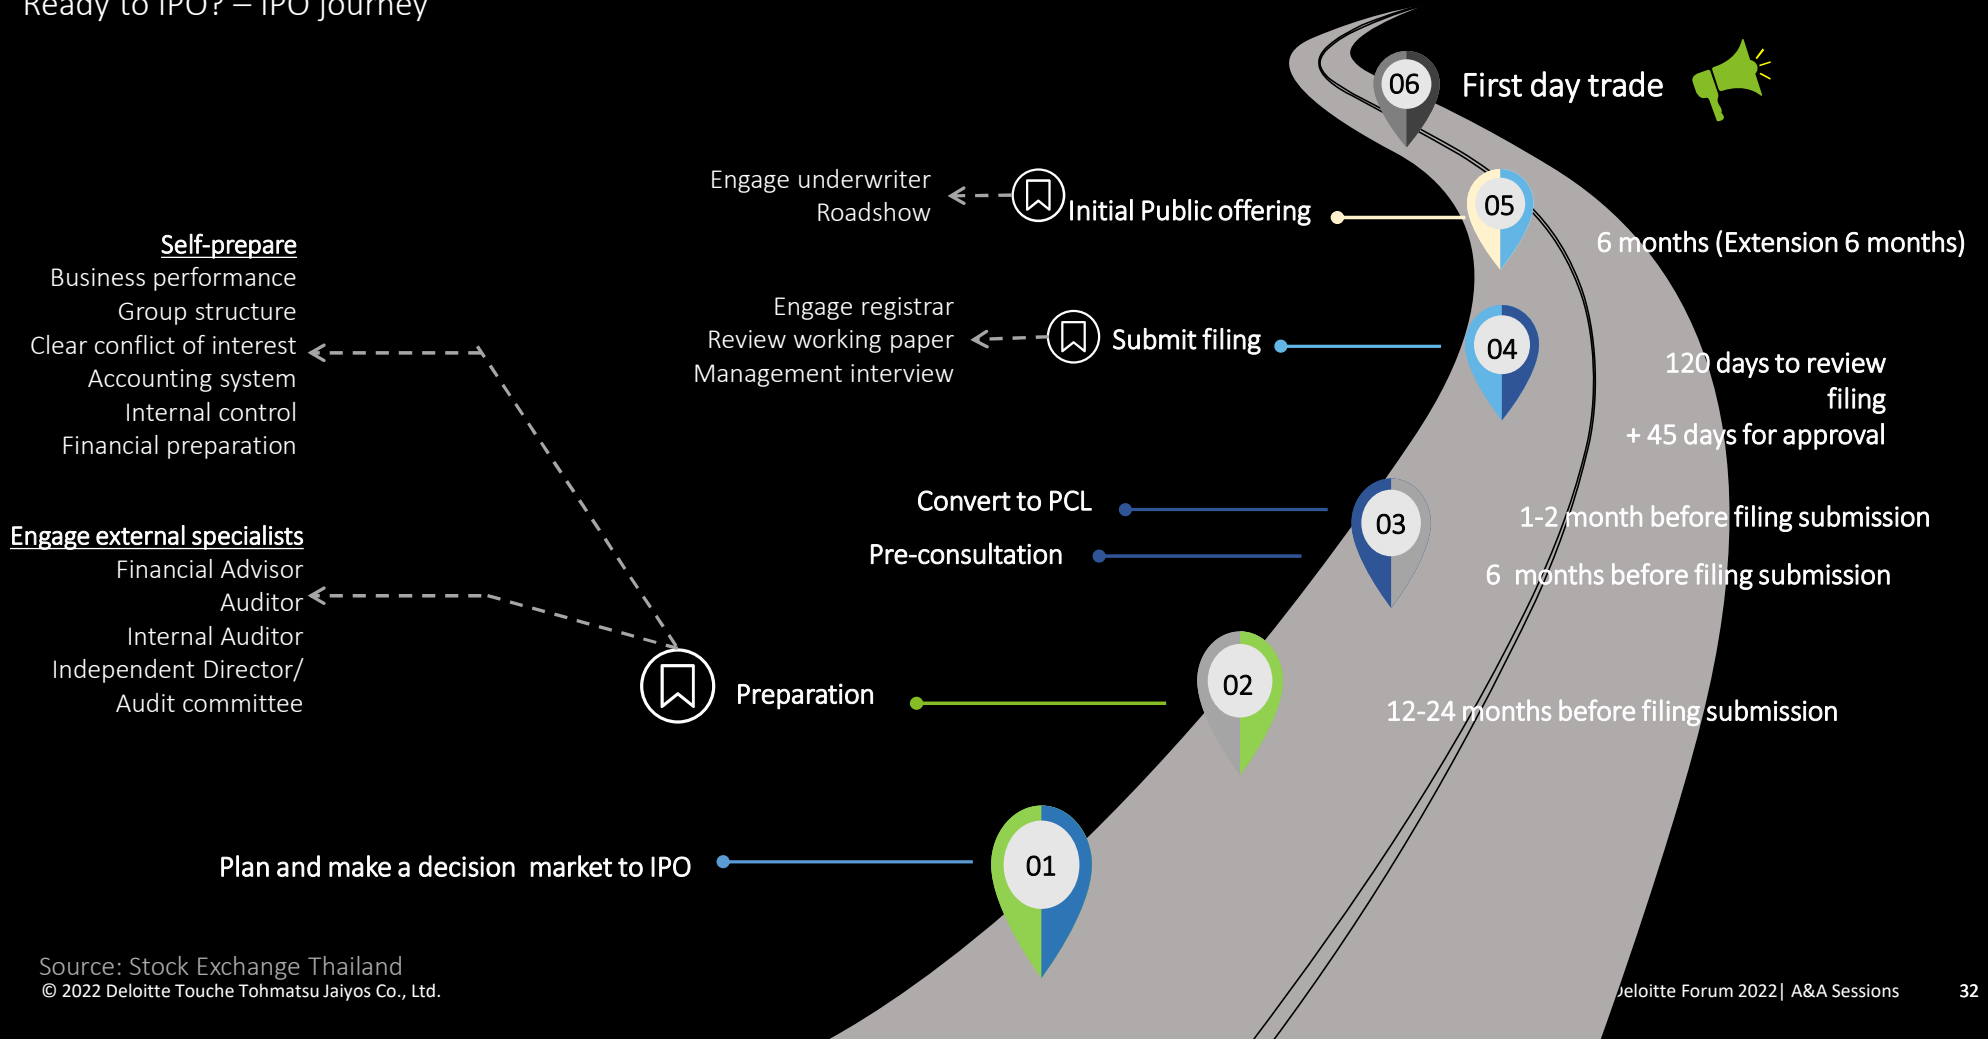 Ready to IPO? – IPO journey
06
First day trade
Engage underwriter
Roadshow
Initial Public offering
05
6 months (Extension 6 months)
Self-prepare
Business performance
Group structure
Clear conflict of interest
Accounting system
Internal control
Financial preparation
Engage registrar
Review working paper
Management interview
Submit filing
04
120 days to review
filing
+ 45 days for approval
Convert to PCL
Pre-consultation
03
1-2 month before filing submission
6 months before filing submission
Engage external specialists
Financial Advisor
Auditor
Internal Auditor
Independent Director/
Audit committee
Preparation
02
12-24 months before filing submission
Plan and make a decision market to IPO
01
Source: Stock Exchange Thailand
© 2022 Deloitte Touche Tohmatsu Jaiyos Co., Ltd.
Deloitte Forum 2022| A&A Sessions
32